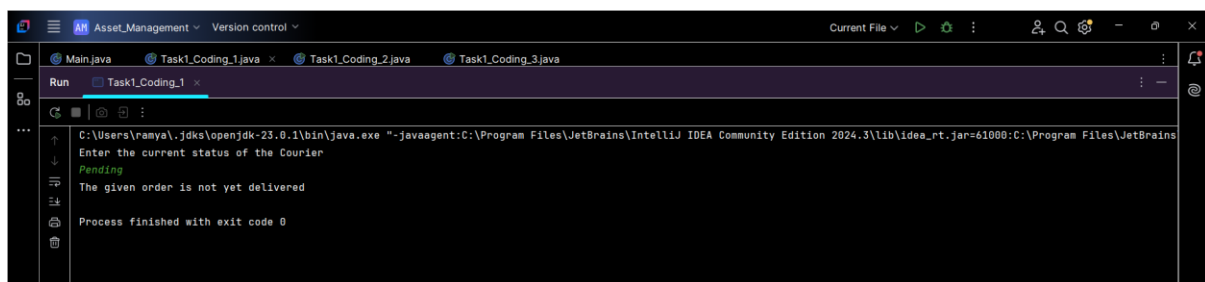 AM Asset_Management Version control Current File
Main.java Task1_Coding_1.java Task1_Coding_2.java Task1_Coding_3.java
Run Task1_Coding_1
C:\Users\ramya\.jdks\openjdk-23.0.1\bin\java.exe "-javaagent:C:\Program Files\JetBrains\IntelliJ IDEA Community Edition 2024.3\lib\idea_rt.jar=61000:C:\Program Files\JetBrains
Enter the current status of the Courier
Pending
The given order is not yet delivered
Process finished with exit code 0